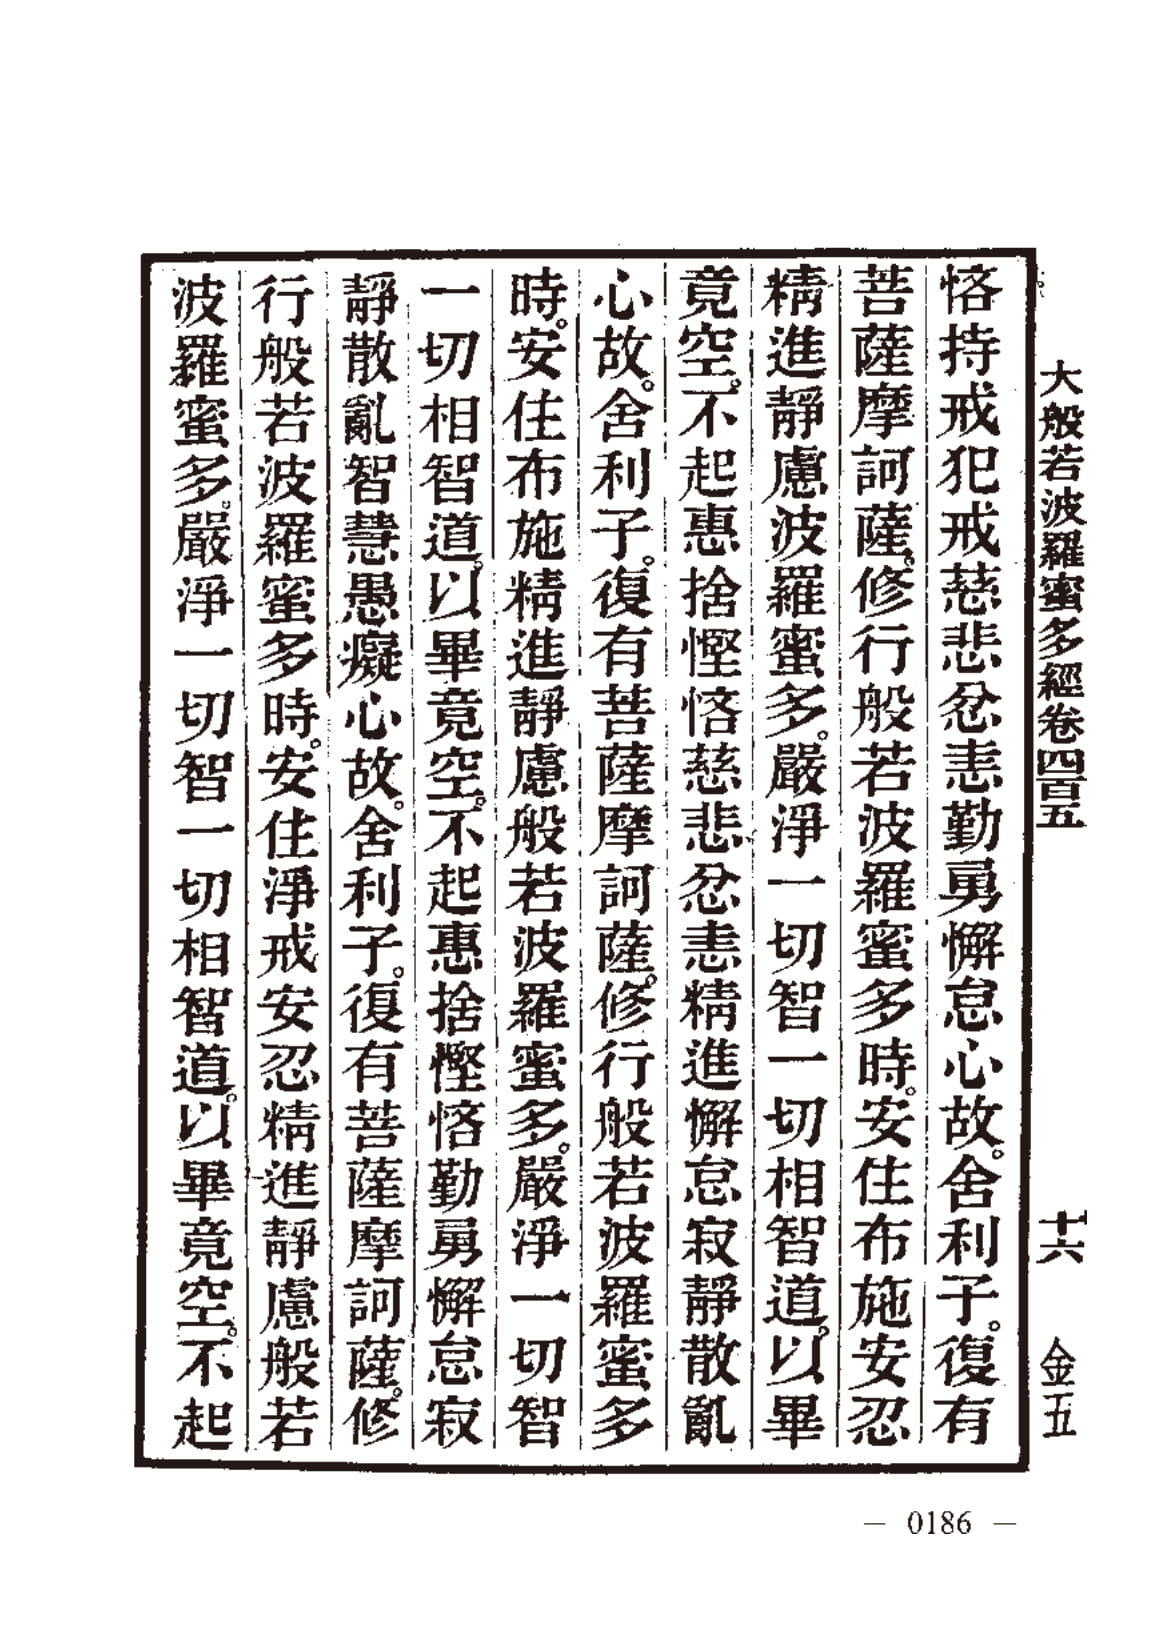 大般若波羅蜜多經卷四百五 十六 金五
悋持戒犯戒慈悲忿恚勤勇懈怠心故。舍利子。復有
菩薩摩訶薩。修行般若波羅蜜多時。安住布施安忍
精進靜慮波羅蜜多。嚴淨一切智一切相智道。以畢
竟空。不起惠捨慳悋慈悲忿恚精進懈怠寂靜散亂
心故。舍利子。復有菩薩摩訶薩。修行般若波羅蜜多
時。安住布施精進靜慮般若波羅蜜多。嚴淨一切智
一切相智道。以畢竟空。不起惠捨慳悋勤勇懈怠寂
靜散亂智慧愚癡心故。舍利子。復有菩薩摩訶薩。修
行般若波羅蜜多時。安住淨戒安忍精進靜慮般若
波羅蜜多。嚴淨一切智一切相智道。以畢竟空。不起
— 0186 —